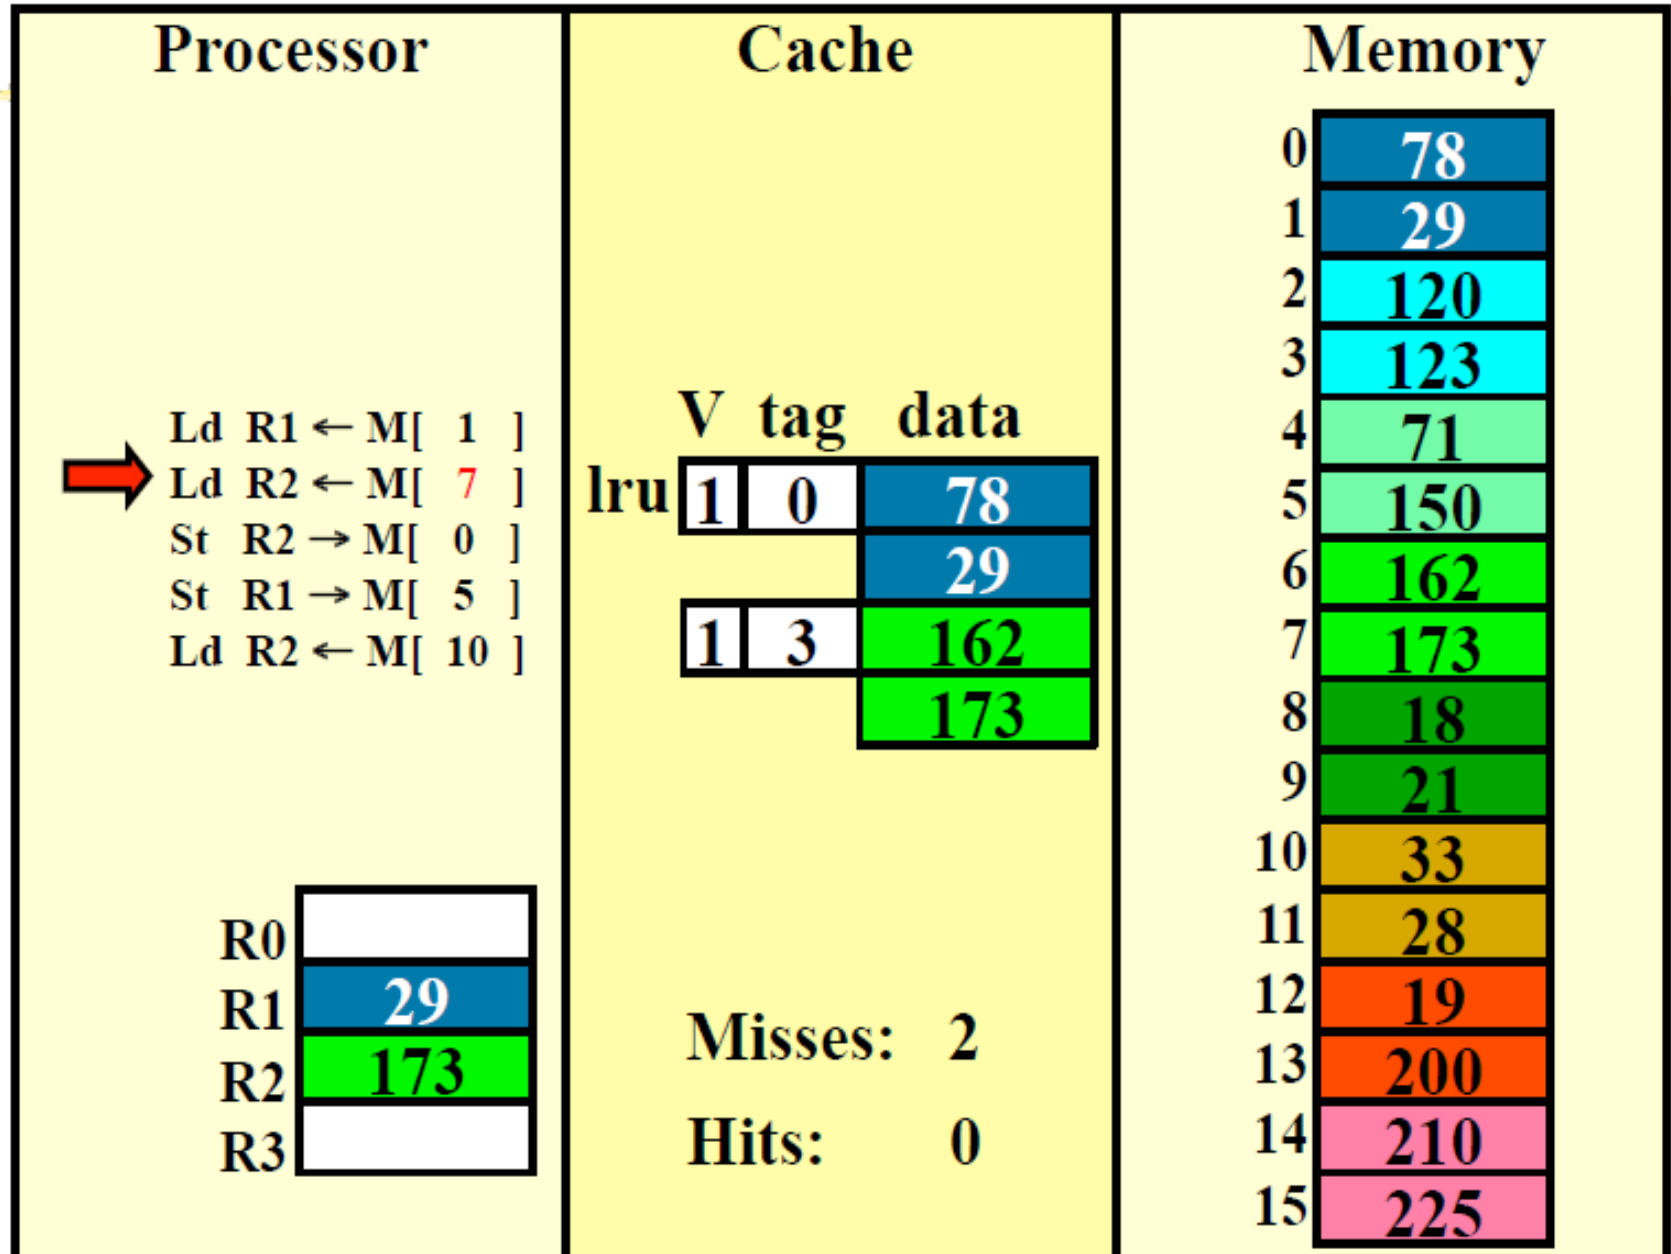 Processor
Ld R1 ← M[ 1 ]
Ld R2 ← M[ 7 ]
St R2 → M[ 0 ]
St R1 → M[ 5 ]
Ld R2 ← M[ 10 ]
R0
R1 29
R2 173
R3
Cache
V tag data
lru 1 0 78
29
1 3 162
173
Misses: 2
Hits: 0
Memory
0 78
1 29
2 120
3 123
4 71
5 150
6 162
7 173
8 18
9 21
10 33
11 28
12 19
13 200
14 210
15 225